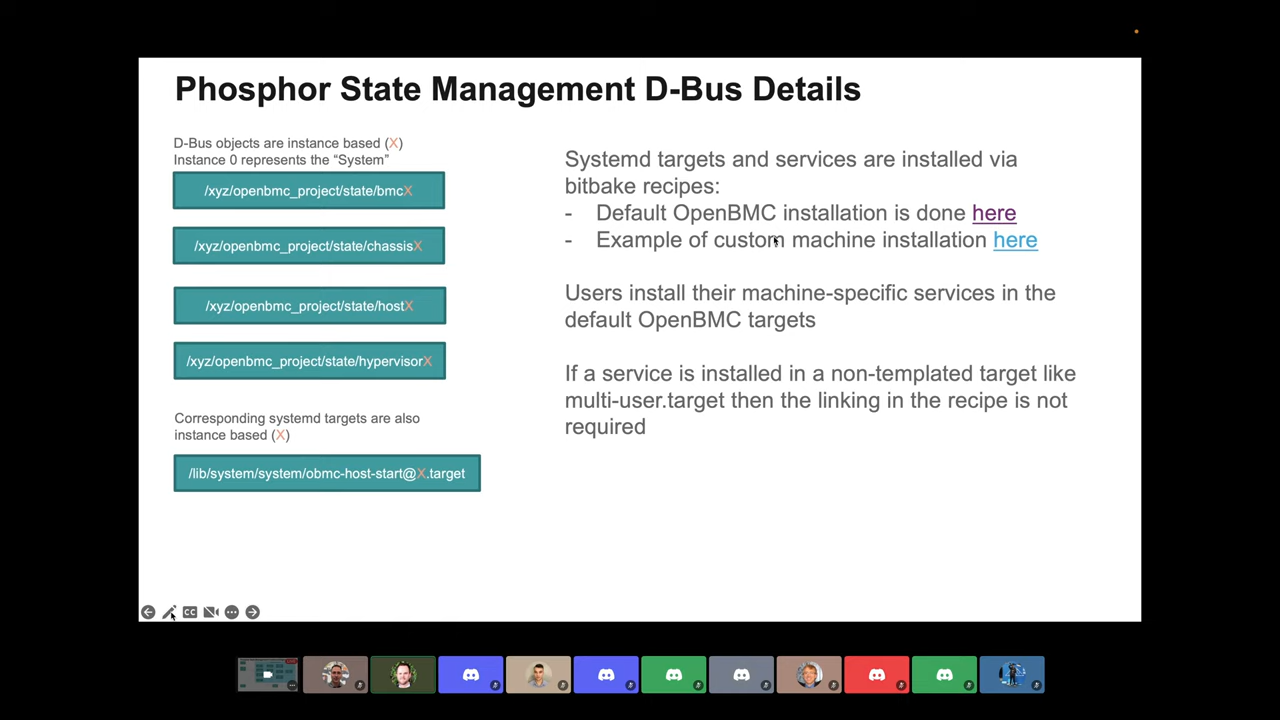 Phosphor State Management D-Bus Details
D-Bus objects are instance based (X)
Instance 0 represents the “System”
/xyz/openbmc_project/state/bmcX
/xyz/openbmc_project/state/chassisX
/xyz/openbmc_project/state/hostX
/xyz/openbmc_project/state/hypervisorX
Corresponding systemd targets are also
instance based (X)
/lib/system/system/obmc-host-start@X.target
Systemd targets and services are installed via
bitbake recipes:
- Default OpenBMC installation is done here
- Example of custom machine installation here
Users install their machine-specific services in the
default OpenBMC targets
If a service is installed in a non-templated target like
multi-user.target then the linking in the recipe is not
required
CC